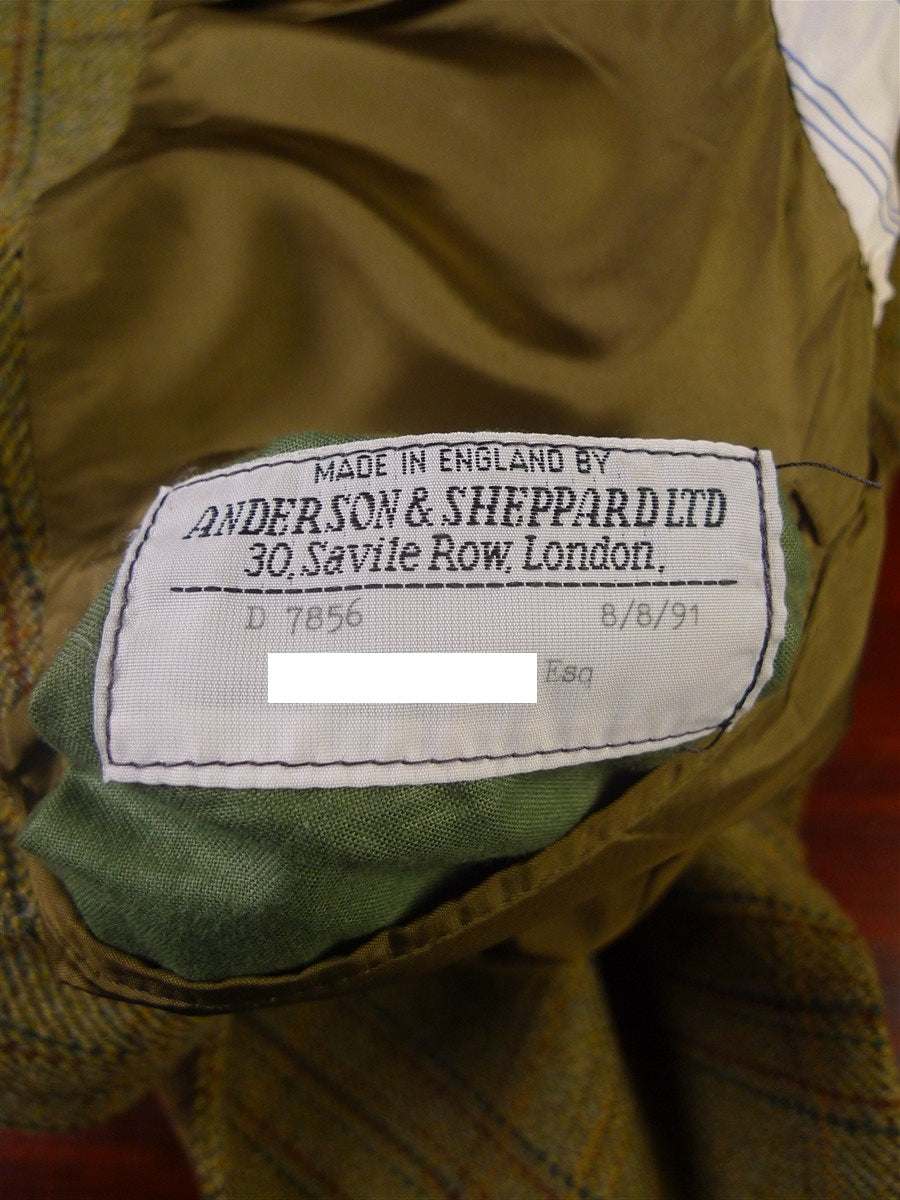 MADE IN ENGLAND BY
ANDERSON & SHEPPARD LTD
30, Savile Row, London,
D 7856 8/8/91
Esq